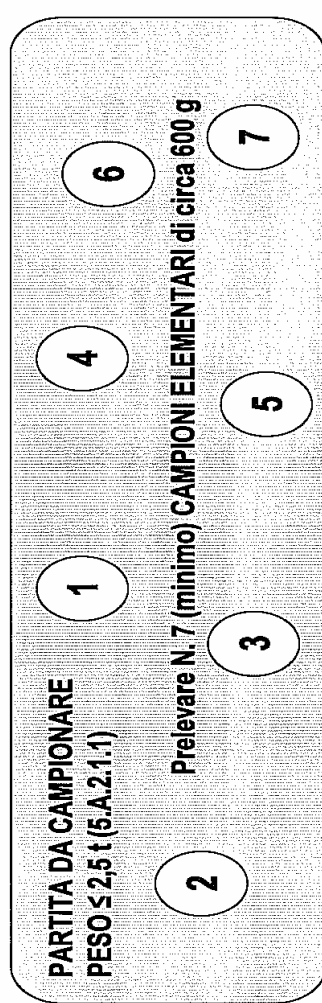 PARTITA DA CAMPIONARE
PESO ≤ 2,5 t (5.A.2.1.1)
1
4
6
Prelevare N.7 (minimo) CAMPIONI ELEMENTARI di circa 600 g
2
3
5
7